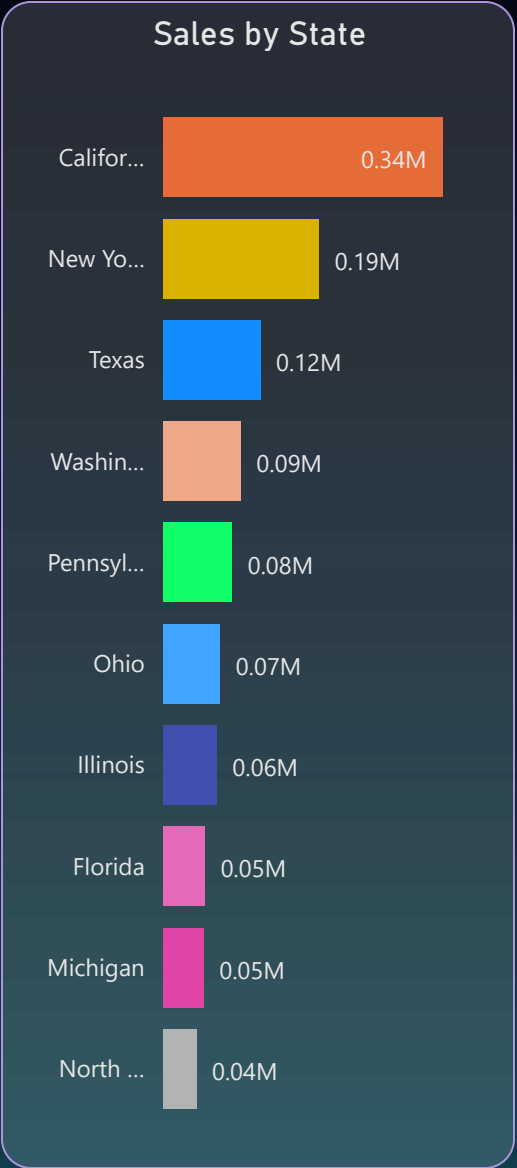 Sales by State
Califor... 0.34M
New Yo... 0.19M
Texas 0.12M
Washin... 0.09M
Pennsyl... 0.08M
Ohio 0.07M
Illinois 0.06M
Florida 0.05M
Michigan 0.05M
North ... 0.04M